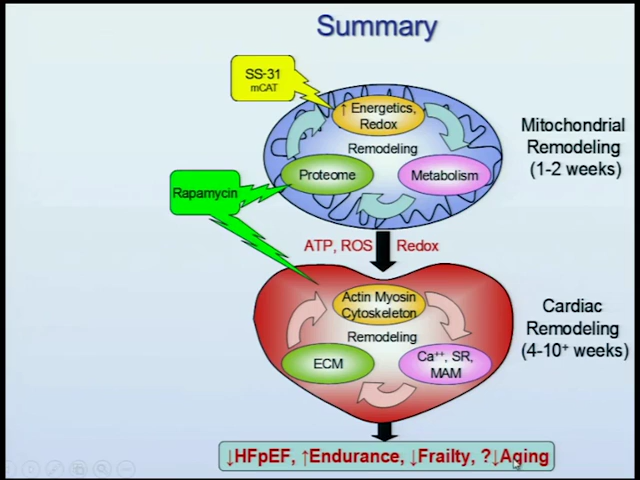 Summary
SS-31
mCAT
↑ Energetics,
Redox
Remodeling
Proteome
Metabolism
Mitochondrial
Remodeling
(1-2 weeks)
Rapamycin
ATP, ROS
Redox
Actin Myosin
Cytoskeleton
Remodeling
ECM
Ca⁺⁺, SR,
MAM
Cardiac
Remodeling
(4-10⁺ weeks)
↓HFpEF, ↑Endurance, ↓Frailty, ?↓Aging